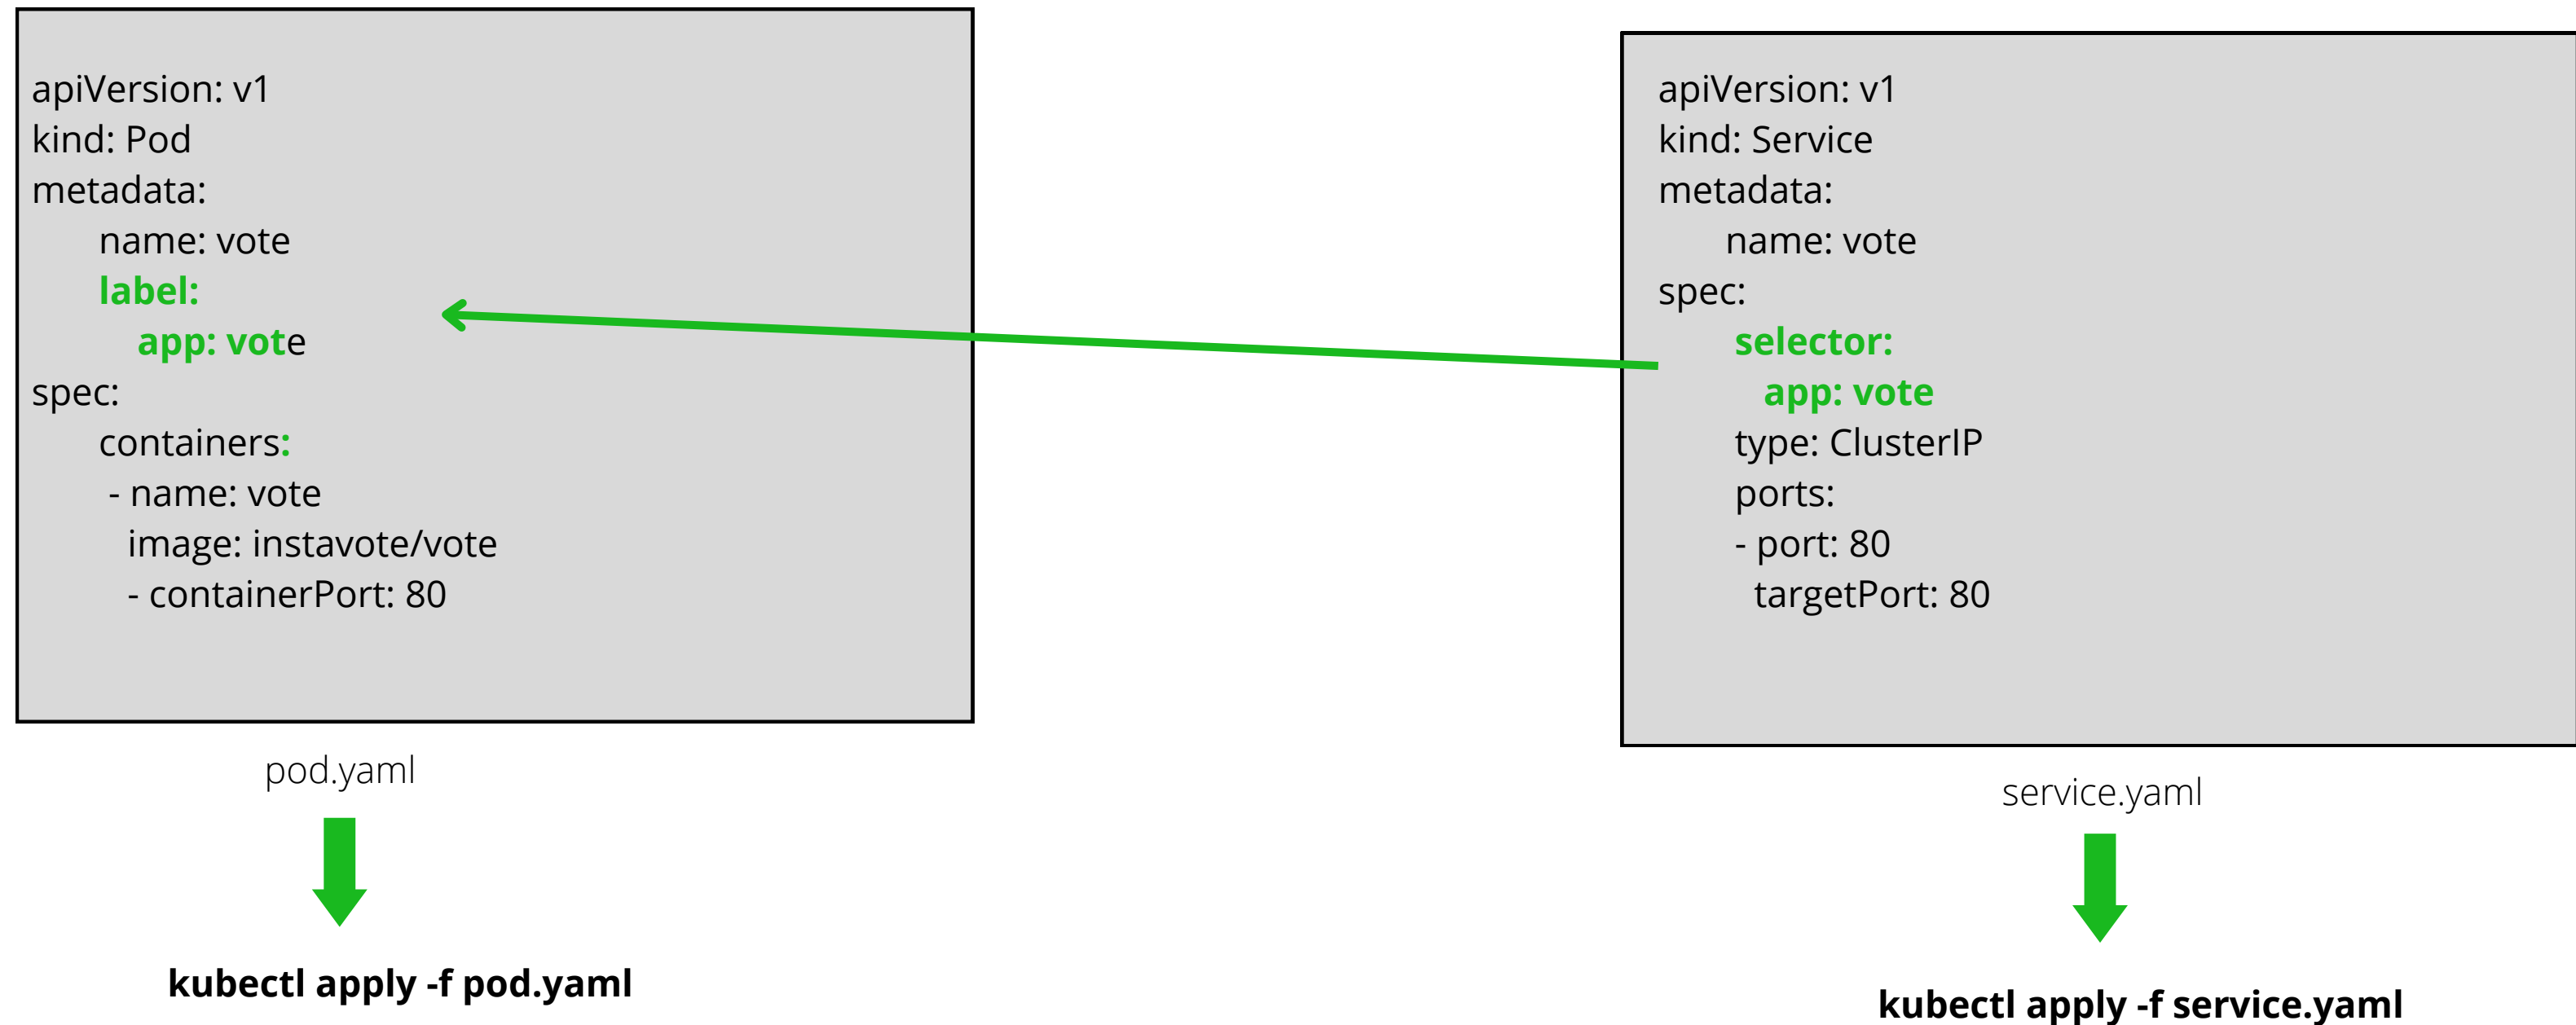 apiVersion: v1
kind: Pod
metadata:
name: vote
label:
app: vote
spec:
containers:
- name: vote
image: instavote/vote
- containerPort: 80
pod.yaml
kubectl apply -f pod.yaml
apiVersion: v1
kind: Service
metadata:
name: vote
spec:
selector:
app: vote
type: ClusterIP
ports:
- port: 80
targetPort: 80
service.yaml
kubectl apply -f service.yaml